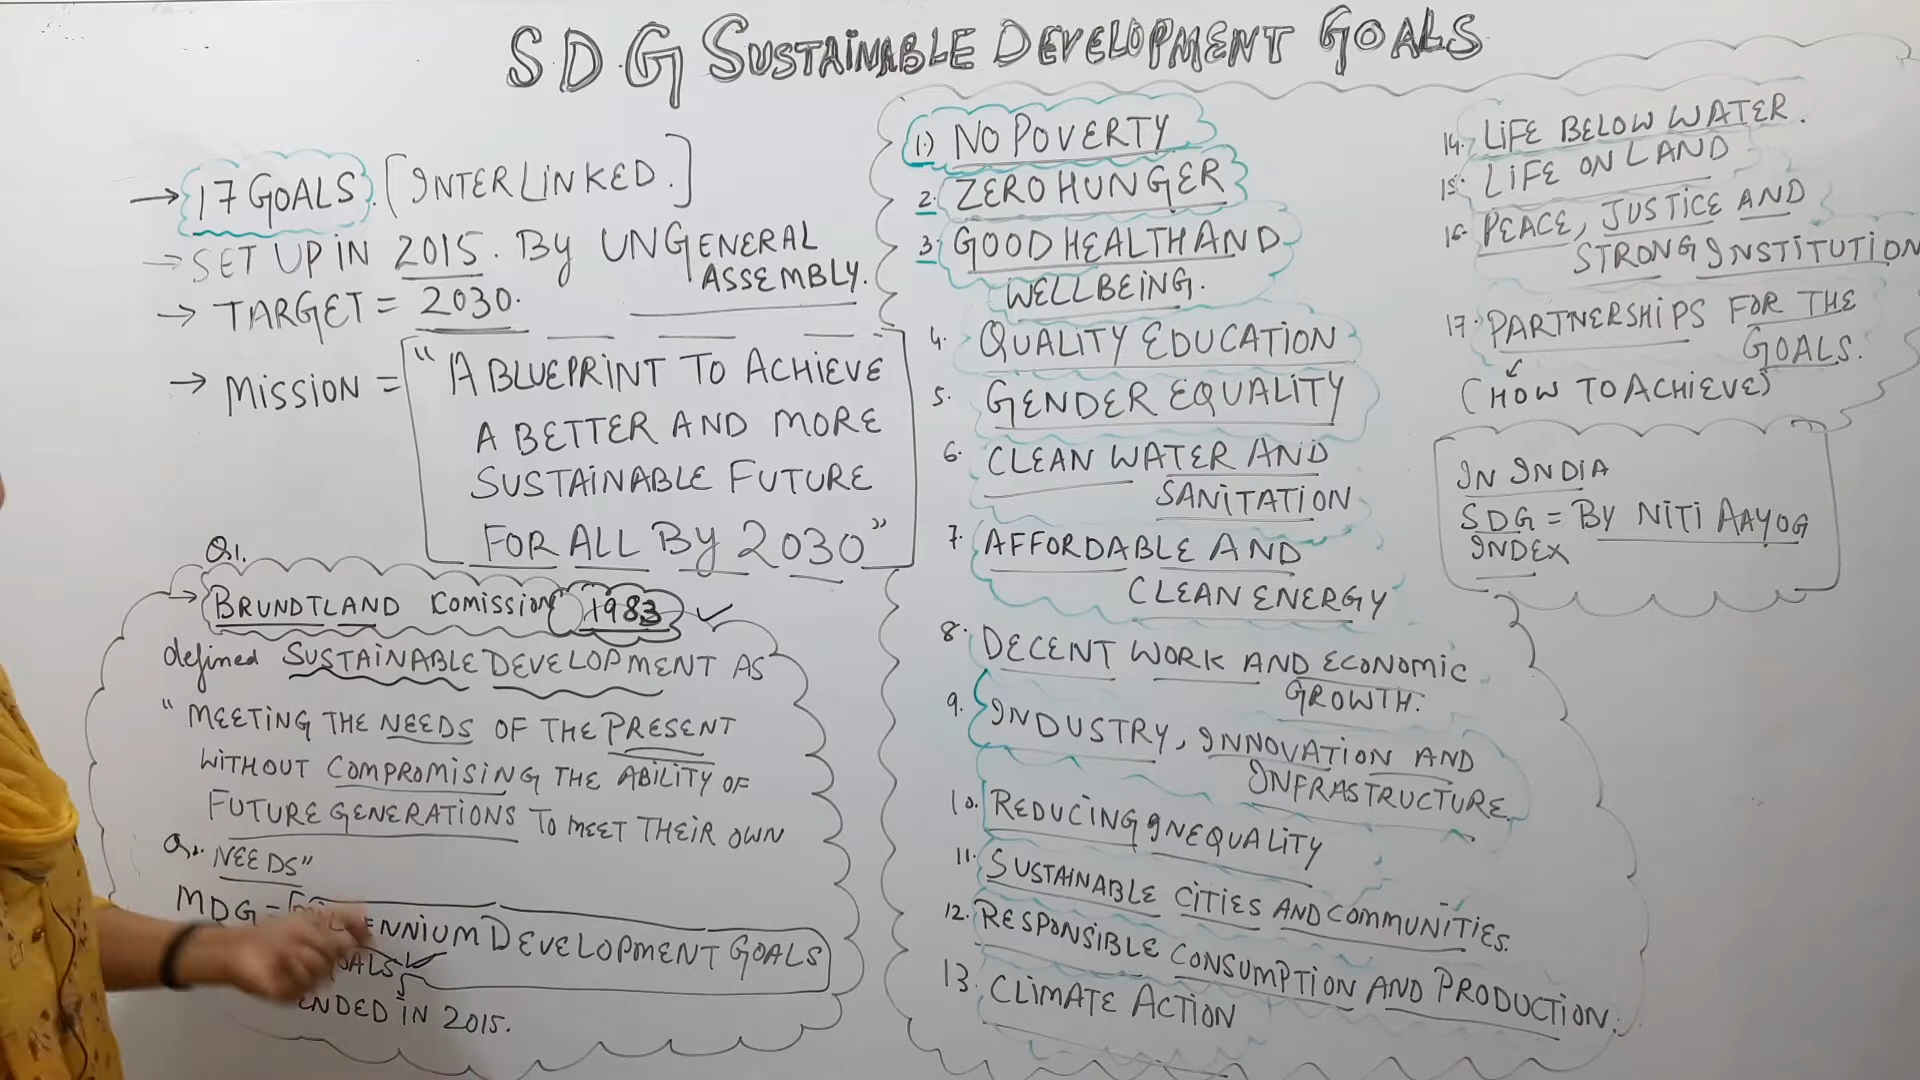 SDG SUSTAINABLE DEVELOPMENT GOALS
→ 17 GOALS. [INTERLINKED.]
→ SET UP IN 2015. By UN GENERAL
ASSEMBLY.
→ TARGET = 2030.
→ MISSION = "A BLUEPRINT TO ACHIEVE
A BETTER AND MORE
SUSTAINABLE FUTURE
FOR ALL By 2030"
Q1.
→ BRUNDTLAND COMISSION 1983 ✓
defined SUSTAINABLE DEVELOPMENT AS
"MEETING THE NEEDS OF THE PRESENT
WITHOUT COMPROMISING THE ABILITY OF
FUTURE GENERATIONS TO MEET THEIR OWN
Q2. NEEDS"
MDG = DEVELOPMENT GOALS
ENDED IN 2015.
1.) NO POVERTY
2. ZERO HUNGER
3. GOOD HEALTH AND
WELLBEING.
4. QUALITY EDUCATION
5. GENDER EQUALITY
6. CLEAN WATER AND
SANITATION
7. AFFORDABLE AND
CLEAN ENERGY
8. DECENT WORK AND ECONOMIC
GROWTH.
9. INDUSTRY, INNOVATION AND
INFRASTRUCTURE.
10. REDUCING INEQUALITY
11. SUSTAINABLE CITIES AND COMMUNITIES.
12. RESPONSIBLE CONSUMPTION AND PRODUCTION.
13. CLIMATE ACTION
14. LIFE BELOW WATER.
15. LIFE ON LAND
16. PEACE, JUSTICE AND
STRONG INSTITUTION
17. PARTNERSHIPS FOR THE
GOALS.
(HOW TO ACHIEVE)
IN INDIA
SDG = By NITI AAYOG
INDEX